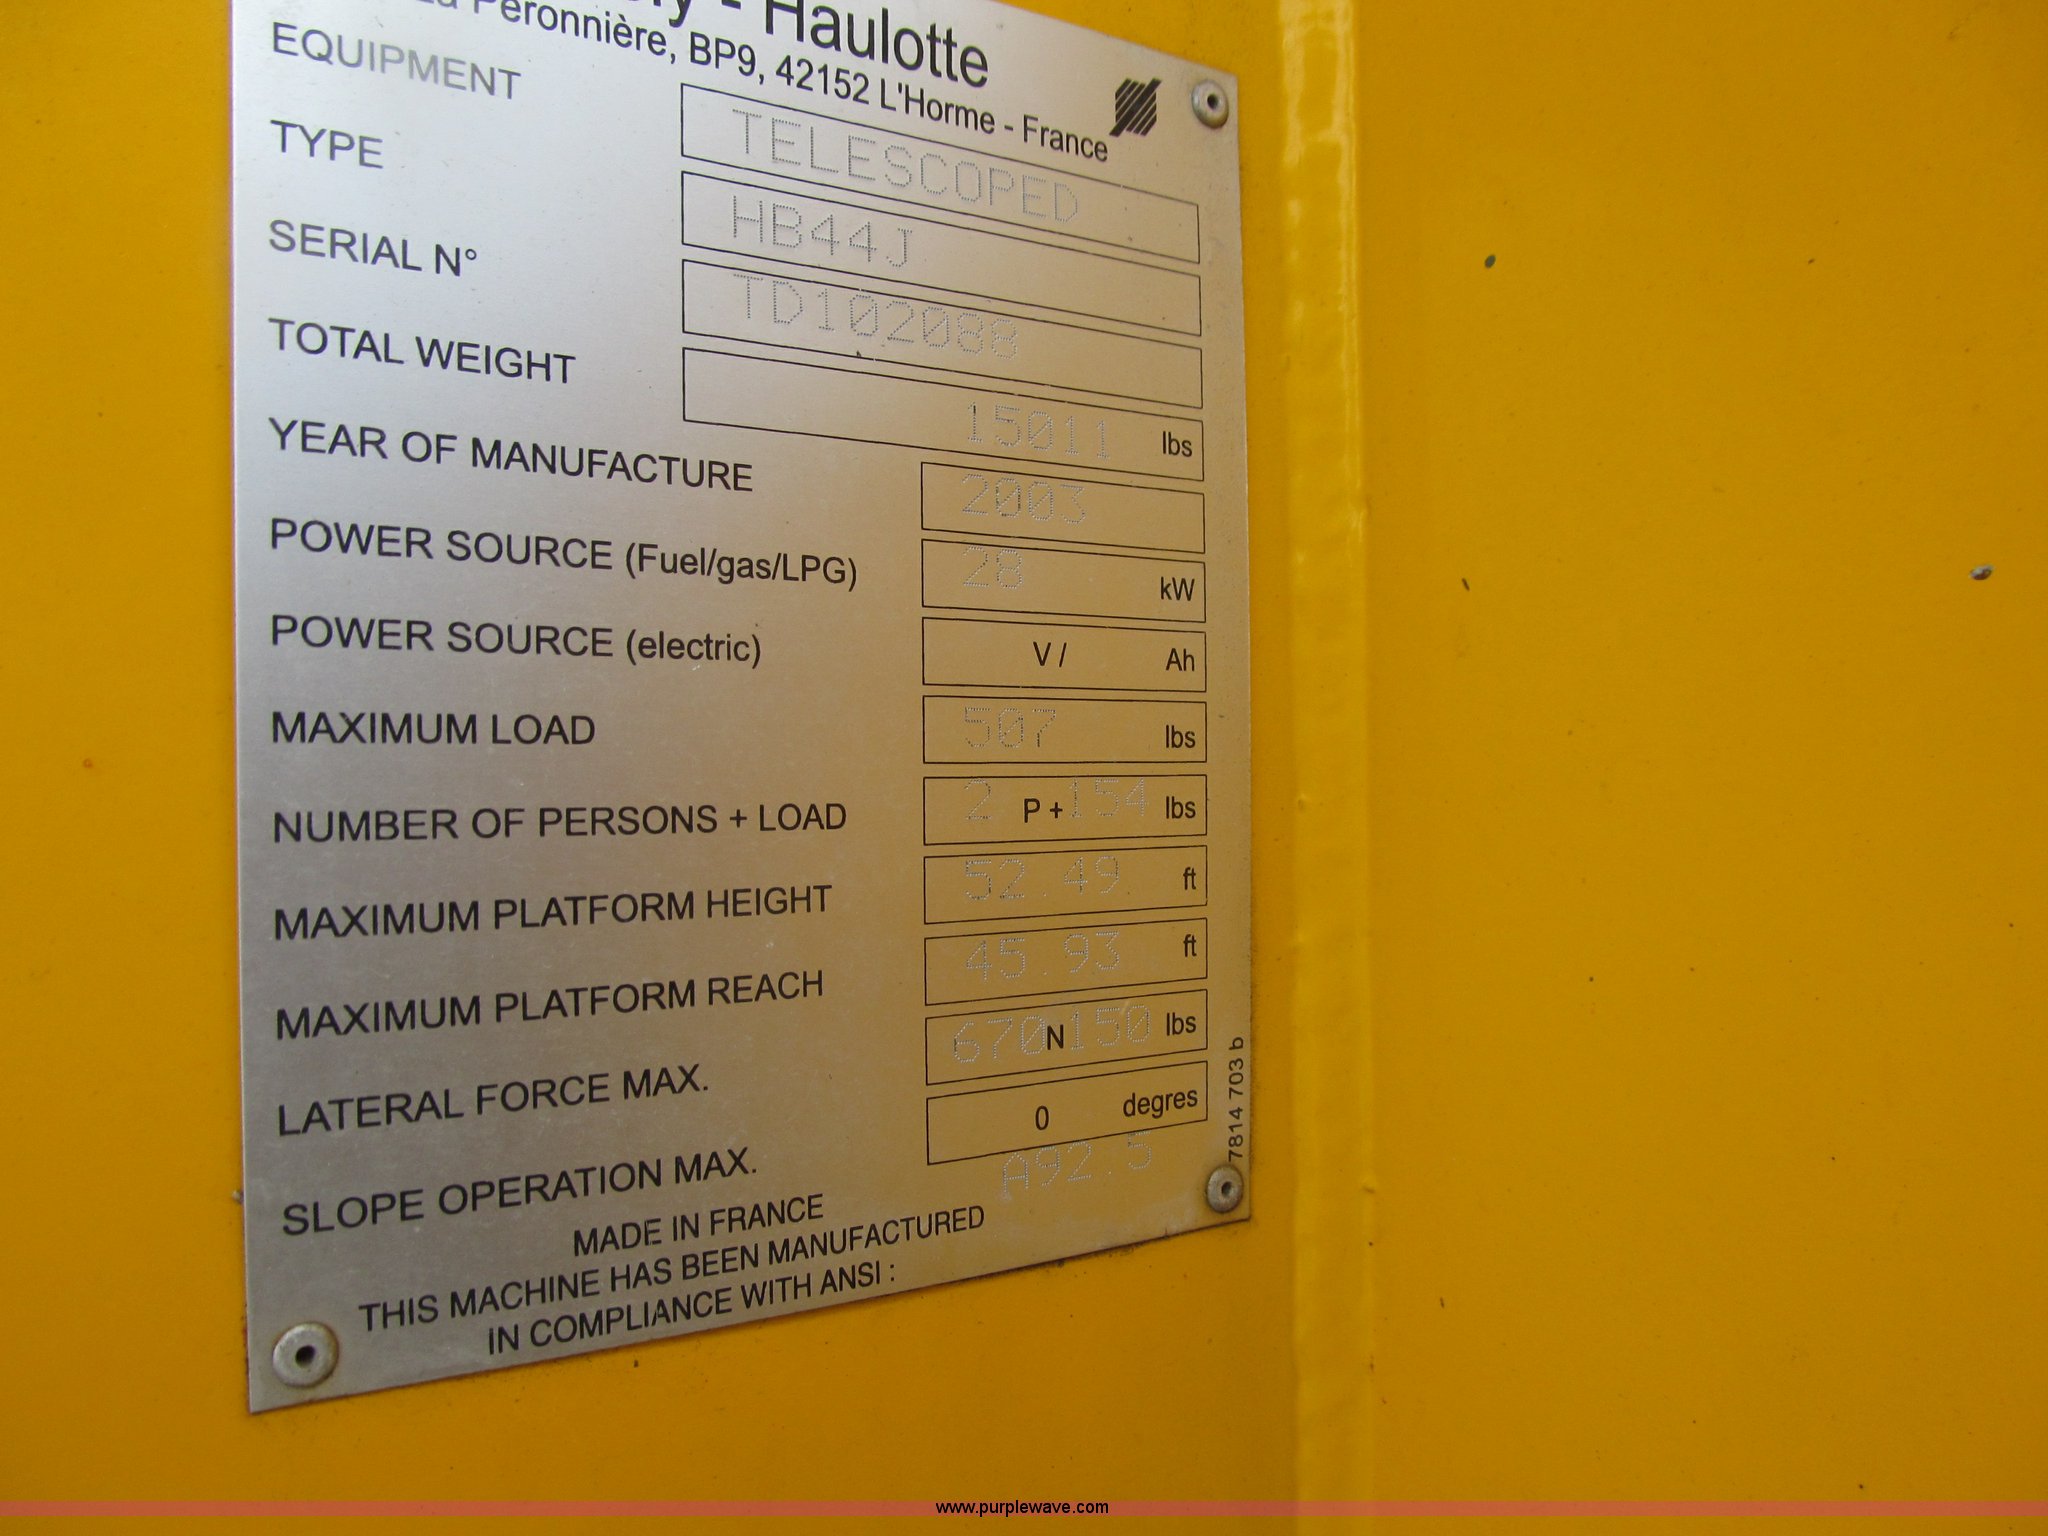 - Haulotte
Péronnière, BP9, 42152 L'Horme - France
EQUIPMENT TELESCOPED
TYPE HB44J
SERIAL N° TD102088
TOTAL WEIGHT 15011 lbs
YEAR OF MANUFACTURE 2003
POWER SOURCE (Fuel/gas/LPG) 28 kW
POWER SOURCE (electric) V / Ah
MAXIMUM LOAD 507 lbs
NUMBER OF PERSONS + LOAD 2 P + 154 lbs
MAXIMUM PLATFORM HEIGHT 52.49 ft
MAXIMUM PLATFORM REACH 45.93 ft
LATERAL FORCE MAX. 670 N 150 lbs
SLOPE OPERATION MAX. 0 degres
MADE IN FRANCE
THIS MACHINE HAS BEEN MANUFACTURED
IN COMPLIANCE WITH ANSI : A92.5
7814 703 b
www.purplewave.com